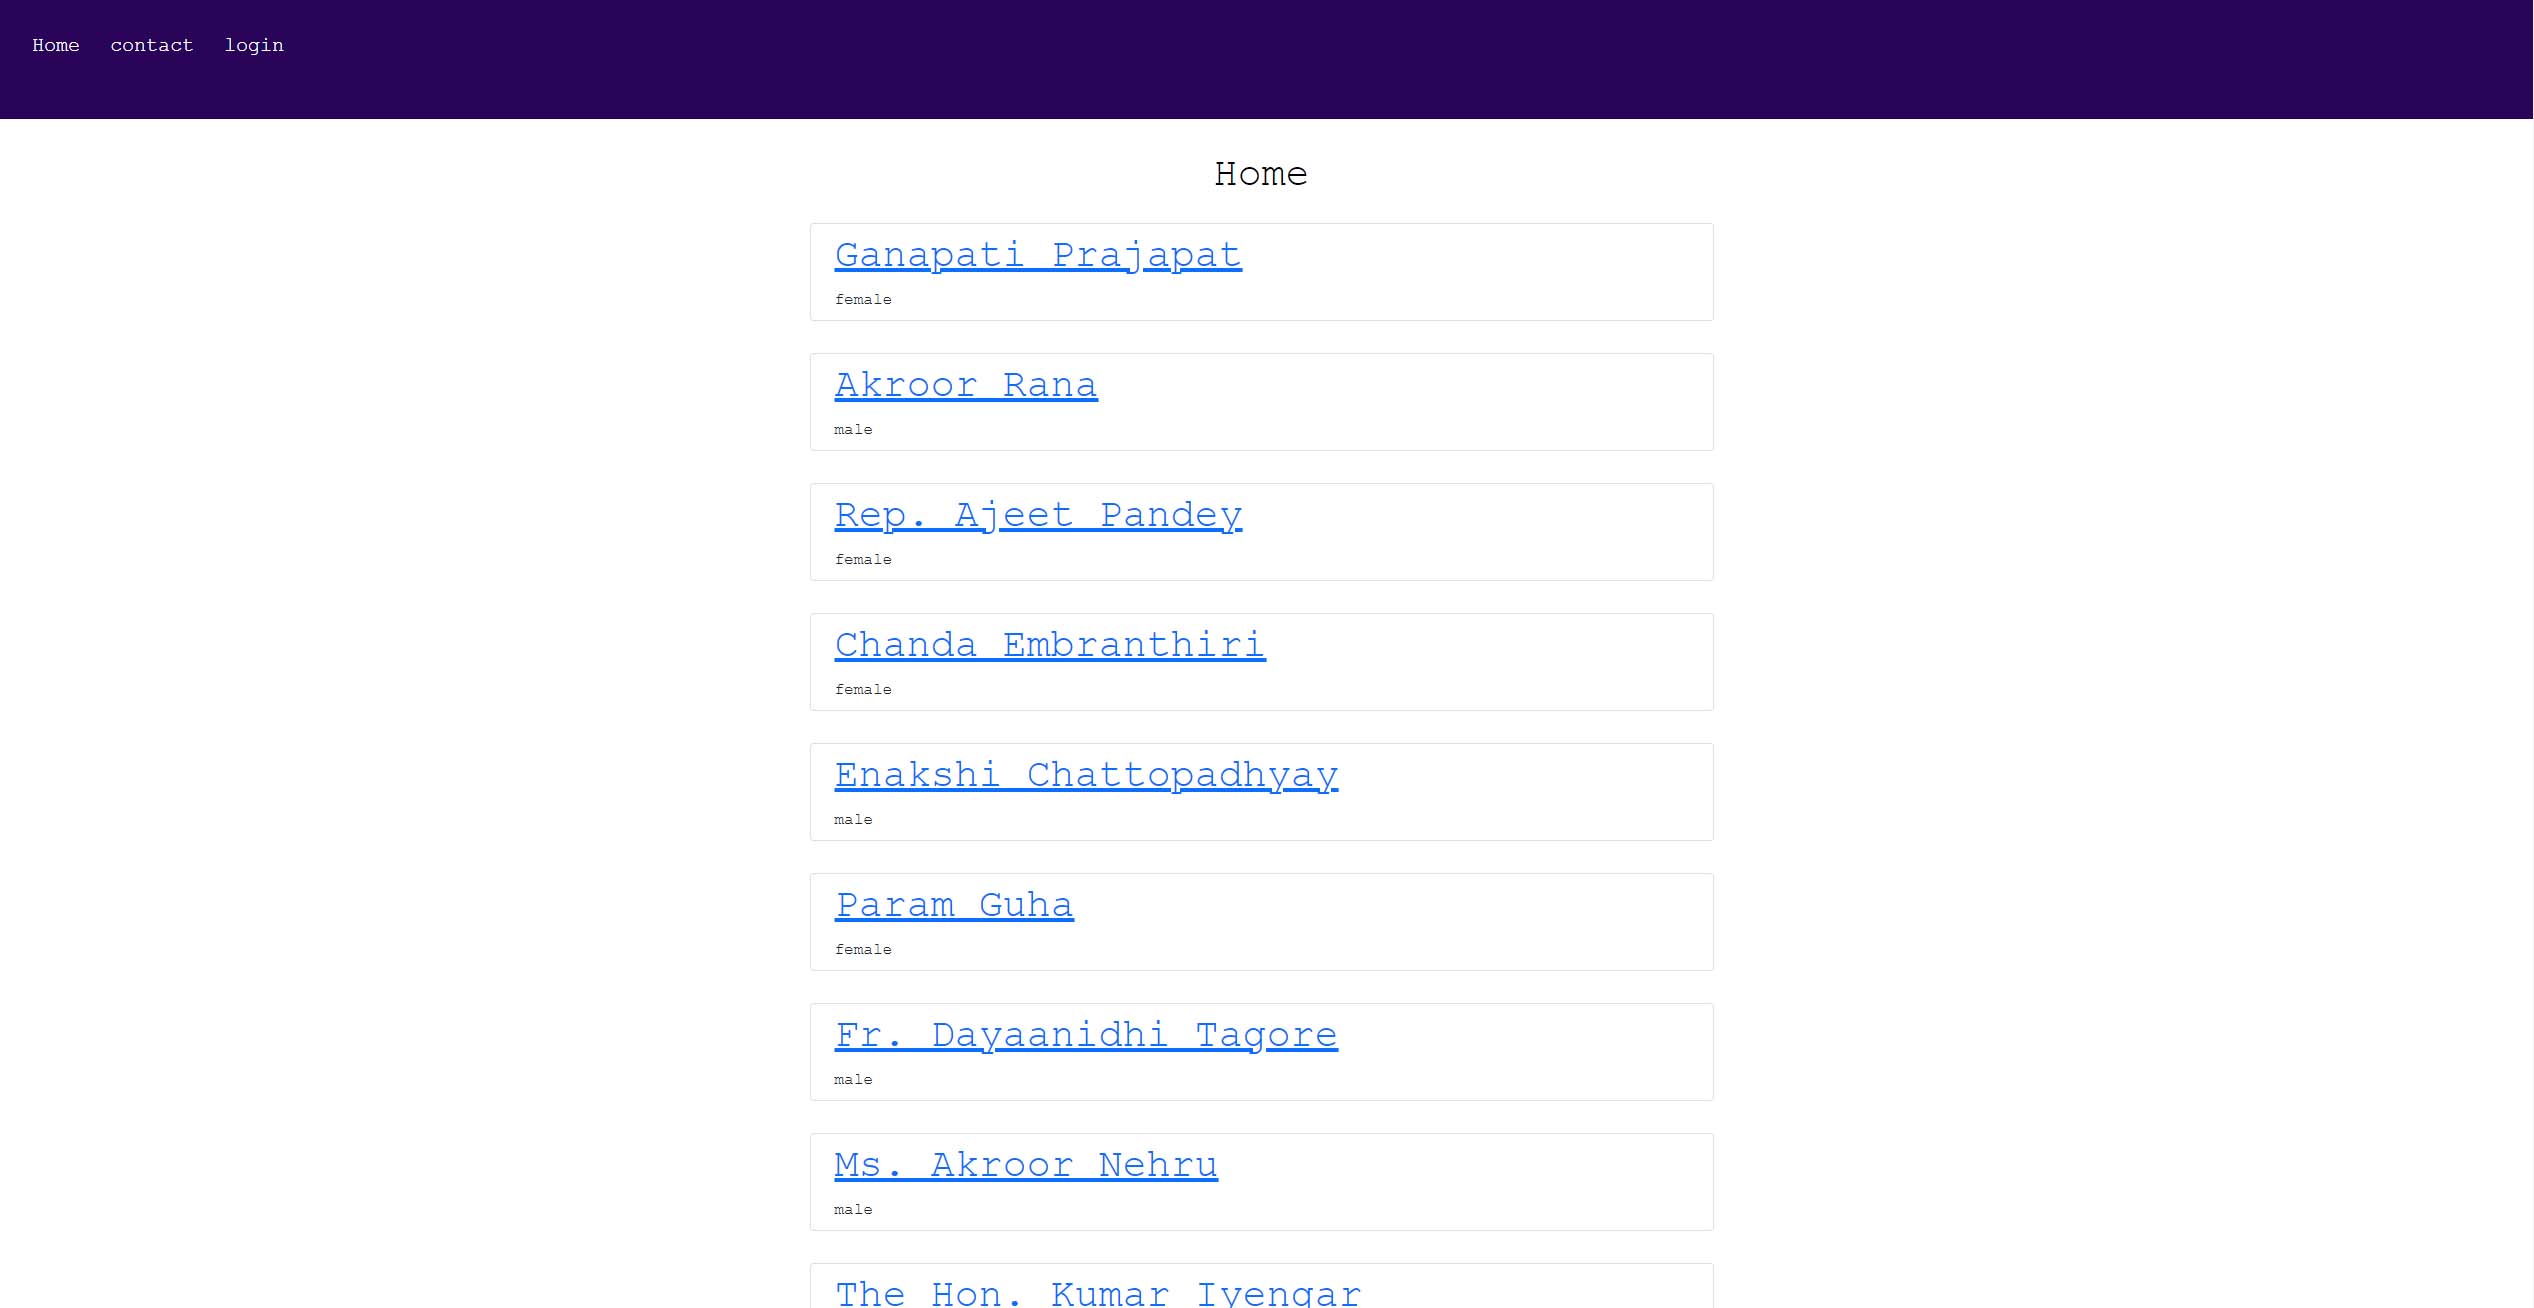 Home contact login
Home
Ganapati Prajapat
female
Akroor Rana
male
Rep. Ajeet Pandey
female
Chanda Embranthiri
female
Enakshi Chattopadhyay
male
Param Guha
female
Fr. Dayaanidhi Tagore
male
Ms. Akroor Nehru
male
The Hon. Kumar Iyengar